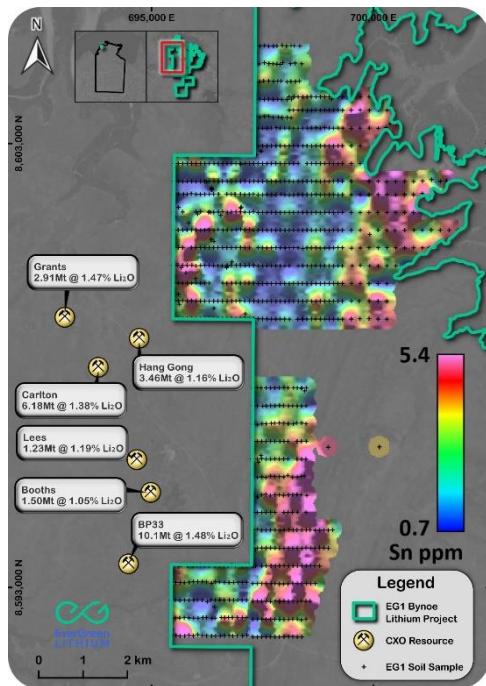 695,000 E
700,000 E
N
8,603,000 N
Grants
2.91Mt @ 1.47% Li₂O
Hang Gong
3.46Mt @ 1.16% Li₂O
Carlton
6.18Mt @ 1.38% Li₂O
Lees
1.23Mt @ 1.19% Li₂O
Booths
1.50Mt @ 1.05% Li₂O
BP33
10.1Mt @ 1.48% Li₂O
5.4
0.7
Sn ppm
8,593,000 N
EverGreen
LITHIUM
0 1 2 km
Legend
EG1 Bynoe
Lithium Project
CXO Resource
EG1 Soil Sample